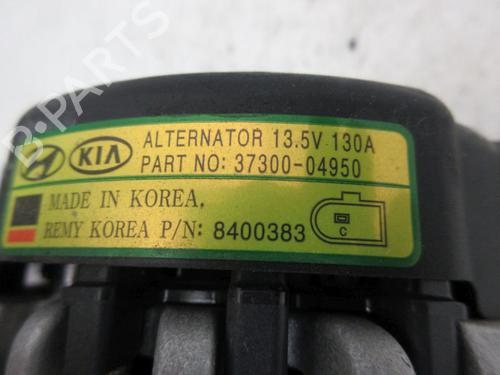 B-PARTS
KIA
ALTERNATOR 13.5V 130A
PART NO: 37300-04950
MADE IN KOREA,
REMY KOREA P/N: 8400383
C